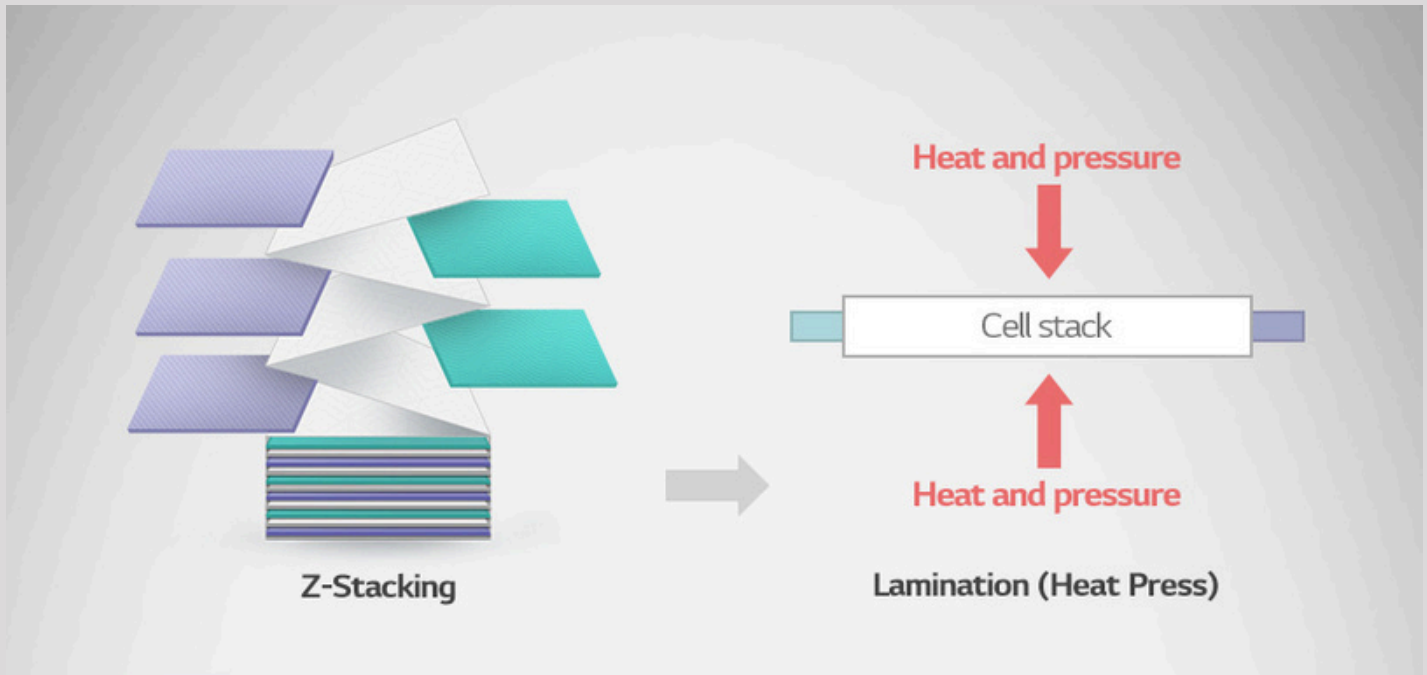 Heat and pressure
Cell stack
Heat and pressure
Z-Stacking
Lamination (Heat Press)